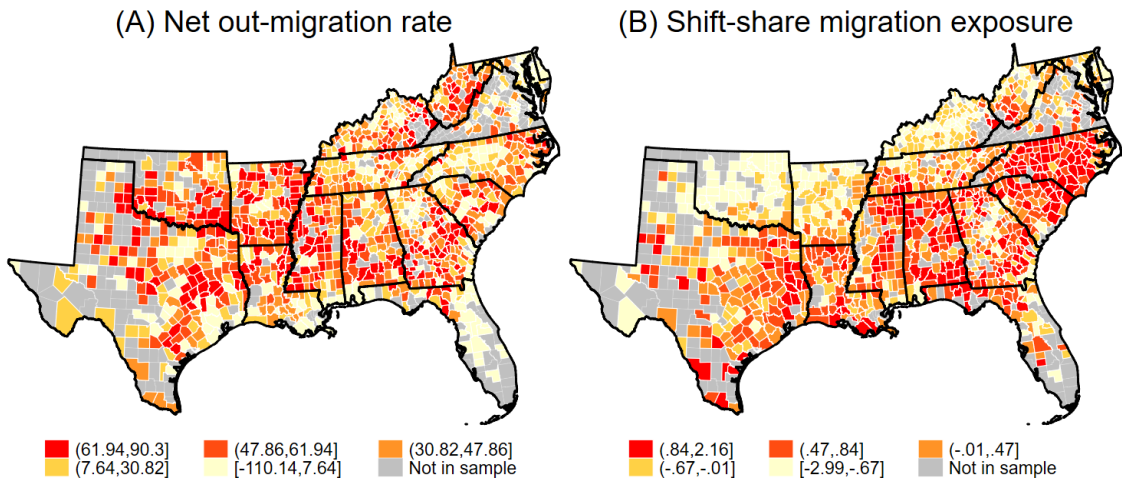 (A) Net out-migration rate
(B) Shift-share migration exposure
(61.94,90.3] (47.86,61.94] (30.82,47.86]
(7.64,30.82] [-110.14,7.64] Not in sample
(.84,2.16] (.47,.84] (-.01,.47]
(-.67,-.01] [-2.99,-.67] Not in sample